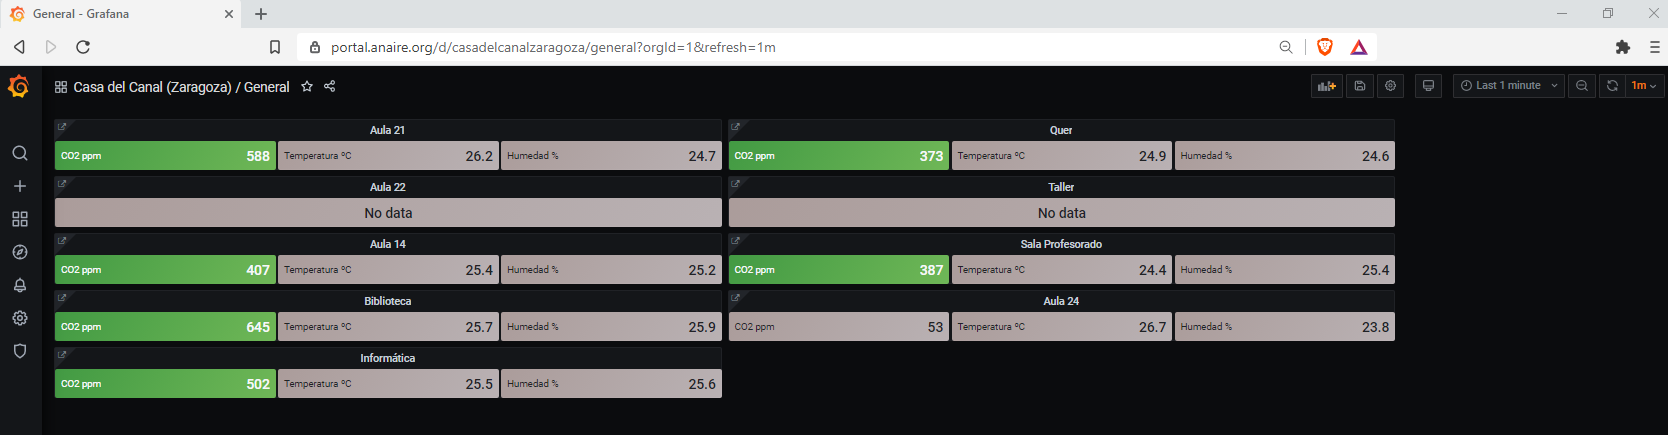 General - Grafana
portal.anaire.org/d/casadelcanalzaragoza/general?orgId=1&refresh=1m
Casa del Canal (Zaragoza) / General
Last 1 minute
1m
Aula 21
CO2 ppm 588 Temperatura ºC 26.2 Humedad % 24.7
Quer
CO2 ppm 373 Temperatura ºC 24.9 Humedad % 24.6
Aula 22
No data
Taller
No data
Aula 14
CO2 ppm 407 Temperatura ºC 25.4 Humedad % 25.2
Sala Profesorado
CO2 ppm 387 Temperatura ºC 24.4 Humedad % 25.4
Biblioteca
CO2 ppm 645 Temperatura ºC 25.7 Humedad % 25.9
Aula 24
CO2 ppm 53 Temperatura ºC 26.7 Humedad % 23.8
Informática
CO2 ppm 502 Temperatura ºC 25.5 Humedad % 25.6